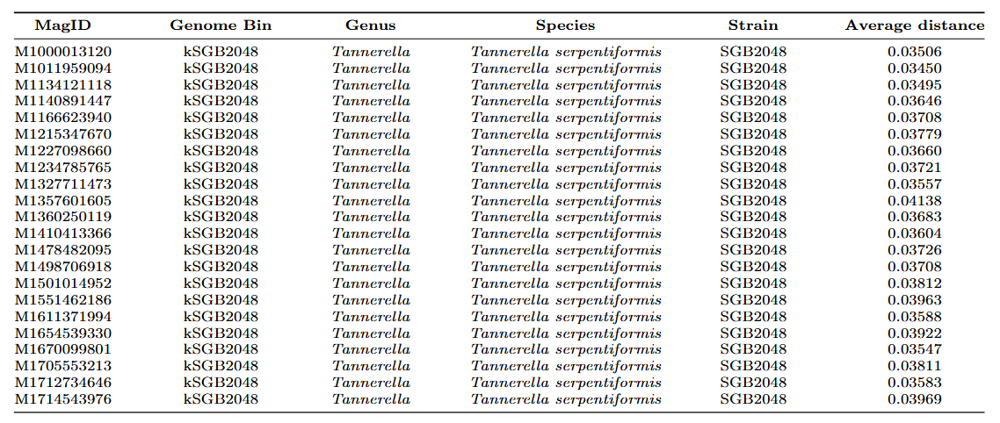 MagID Genome Bin Genus Species Strain Average distance
M1000013120 kSGB2048 Tannerella Tannerella serpentiformis SGB2048 0.03506
M1011959094 kSGB2048 Tannerella Tannerella serpentiformis SGB2048 0.03450
M1134121118 kSGB2048 Tannerella Tannerella serpentiformis SGB2048 0.03495
M1140891447 kSGB2048 Tannerella Tannerella serpentiformis SGB2048 0.03646
M1166623940 kSGB2048 Tannerella Tannerella serpentiformis SGB2048 0.03708
M1215347670 kSGB2048 Tannerella Tannerella serpentiformis SGB2048 0.03779
M1227098660 kSGB2048 Tannerella Tannerella serpentiformis SGB2048 0.03660
M1234785765 kSGB2048 Tannerella Tannerella serpentiformis SGB2048 0.03721
M1327711473 kSGB2048 Tannerella Tannerella serpentiformis SGB2048 0.03557
M1357601605 kSGB2048 Tannerella Tannerella serpentiformis SGB2048 0.04138
M1360250119 kSGB2048 Tannerella Tannerella serpentiformis SGB2048 0.03683
M1410413366 kSGB2048 Tannerella Tannerella serpentiformis SGB2048 0.03604
M1478482095 kSGB2048 Tannerella Tannerella serpentiformis SGB2048 0.03726
M1498706918 kSGB2048 Tannerella Tannerella serpentiformis SGB2048 0.03708
M1501014952 kSGB2048 Tannerella Tannerella serpentiformis SGB2048 0.03812
M1551462186 kSGB2048 Tannerella Tannerella serpentiformis SGB2048 0.03963
M1611371994 kSGB2048 Tannerella Tannerella serpentiformis SGB2048 0.03588
M1654539330 kSGB2048 Tannerella Tannerella serpentiformis SGB2048 0.03922
M1670099801 kSGB2048 Tannerella Tannerella serpentiformis SGB2048 0.03547
M1705553213 kSGB2048 Tannerella Tannerella serpentiformis SGB2048 0.03811
M1712734646 kSGB2048 Tannerella Tannerella serpentiformis SGB2048 0.03583
M1714543976 kSGB2048 Tannerella Tannerella serpentiformis SGB2048 0.03969